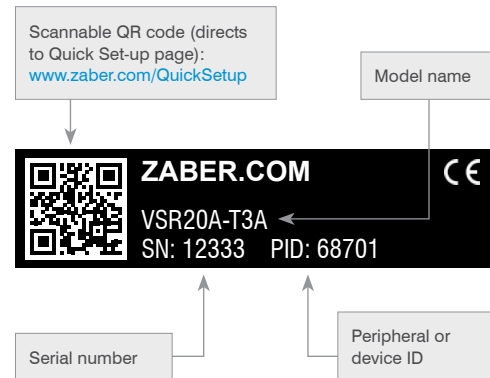 Scannable QR code (directs
to Quick Set-up page):
www.zaber.com/QuickSetup
Model name
ZABER.COM
CE
VSR20A-T3A
SN: 12333 PID: 68701
Serial number
Peripheral or
device ID